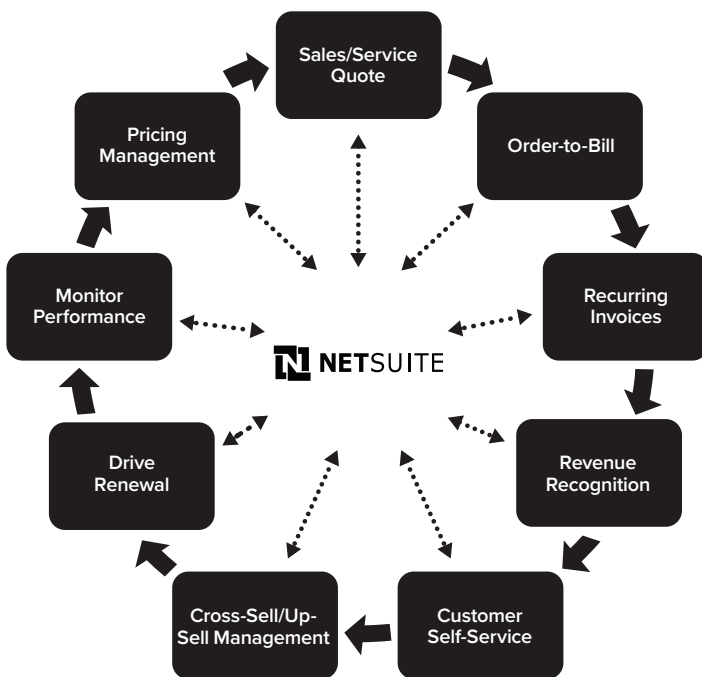 Sales/Service
Quote
Order-to-Bill
Recurring
Invoices
Revenue
Recognition
Customer
Self-Service
Cross-Sell/Up-
Sell Management
Drive
Renewal
Monitor
Performance
Pricing
Management
NETSUITE